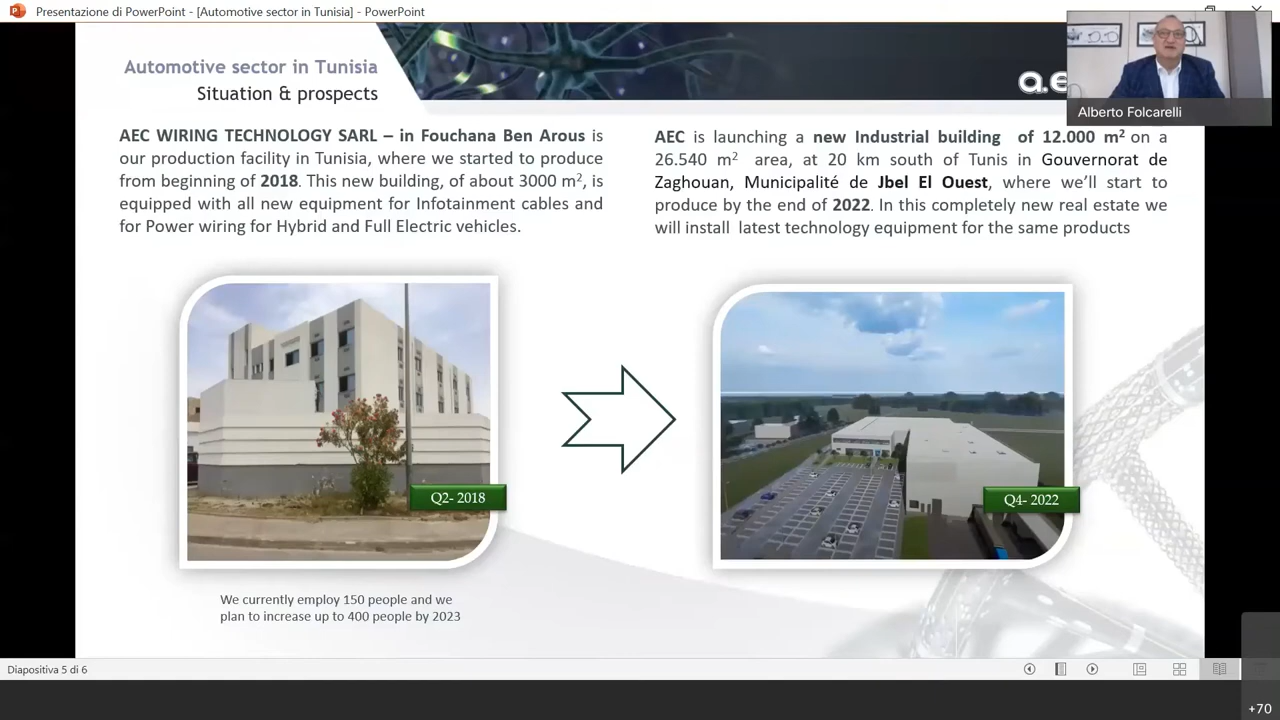 Presentazione di PowerPoint - [Automotive sector in Tunisia] - PowerPoint
Automotive sector in Tunisia
Situation & prospects
a.e
Alberto Folcarelli
AEC WIRING TECHNOLOGY SARL – in Fouchana Ben Arous is
our production facility in Tunisia, where we started to produce
from beginning of 2018. This new building, of about 3000 m², is
equipped with all new equipment for Infotainment cables and
for Power wiring for Hybrid and Full Electric vehicles.
AEC is launching a new Industrial building of 12.000 m² on a
26.540 m² area, at 20 km south of Tunis in Gouvernorat de
Zaghouan, Municipalité de Jbel El Ouest, where we’ll start to
produce by the end of 2022. In this completely new real estate we
will install latest technology equipment for the same products
Q2- 2018
Q4- 2022
We currently employ 150 people and we
plan to increase up to 400 people by 2023
Diapositiva 5 di 6
+70